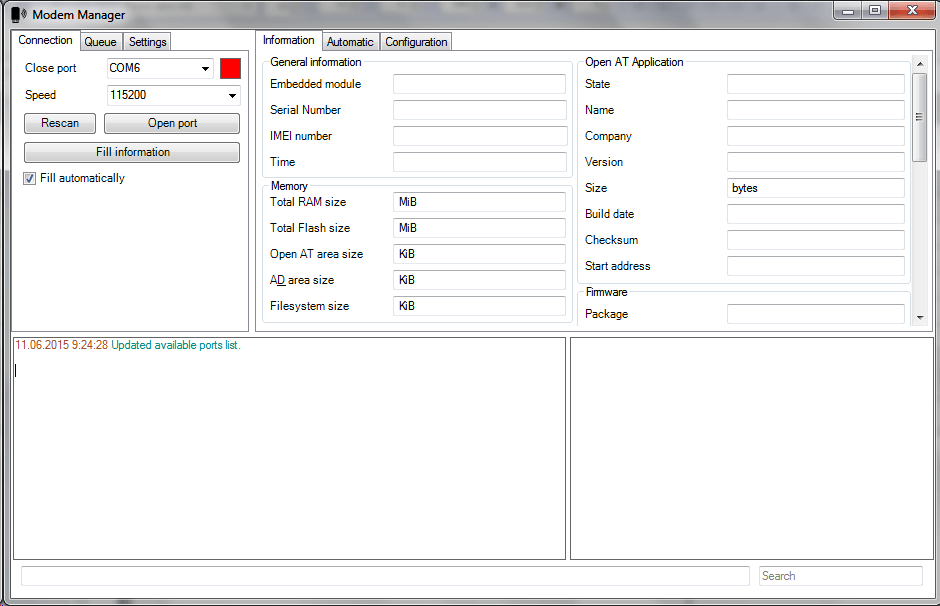 Modem Manager
Connection Queue Settings
Close port COM6
Speed 115200
Rescan Open port
Fill information
Fill automatically
Information Automatic Configuration
General information
Embedded module
Serial Number
IMEI number
Time
Memory
Total RAM size MiB
Total Flash size MiB
Open AT area size KiB
AD area size KiB
Filesystem size KiB
Open AT Application
State
Name
Company
Version
Size bytes
Build date
Checksum
Start address
Firmware
Package
11.06.2015 9:24:28 Updated available ports list.
Search